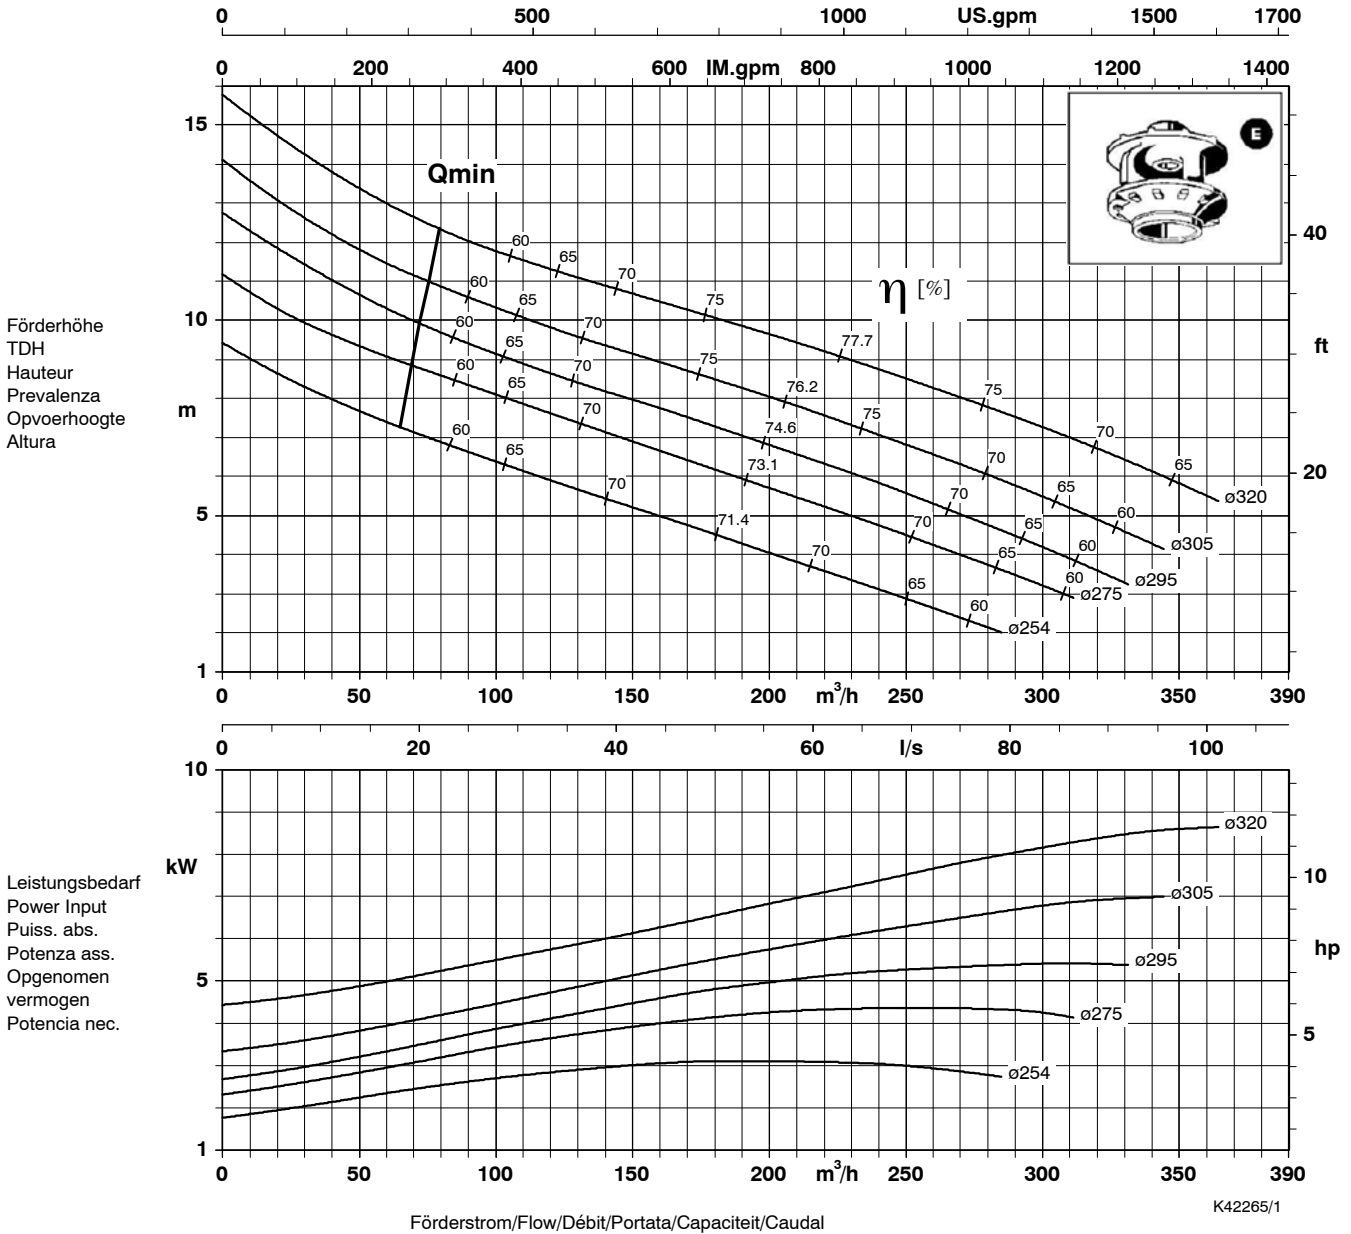 0 500 1000 US.gpm 1500 1700
0 200 400 600 IM.gpm 800 1000 1200 1400
15
10
5
1
m
Förderhöhe
TDH
Hauteur
Prevalenza
Opvoerhoogte
Altura
Qmin
η [%]
E
40
ft
20
60 65 70 75 77.7 75 70 65 ø320
60 65 70 75 76.2 75 70 65 60 ø305
60 65 70 74.6 70 65 60 ø295
60 65 70 73.1 70 65 60 ø275
60 65 70 71.4 70 65 60 ø254
0 50 100 150 200 m³/h 250 300 350 390
0 20 40 60 l/s 80 100
10
kW
5
1
Leistungsbedarf
Power Input
Puiss. abs.
Potenza ass.
Opgenomen
vermogen
Potencia nec.
ø320
ø305
ø295
ø275
ø254
10
hp
5
0 50 100 150 200 m³/h 250 300 350 390
K42265/1
Förderstrom/Flow/Débit/Portata/Capaciteit/Caudal